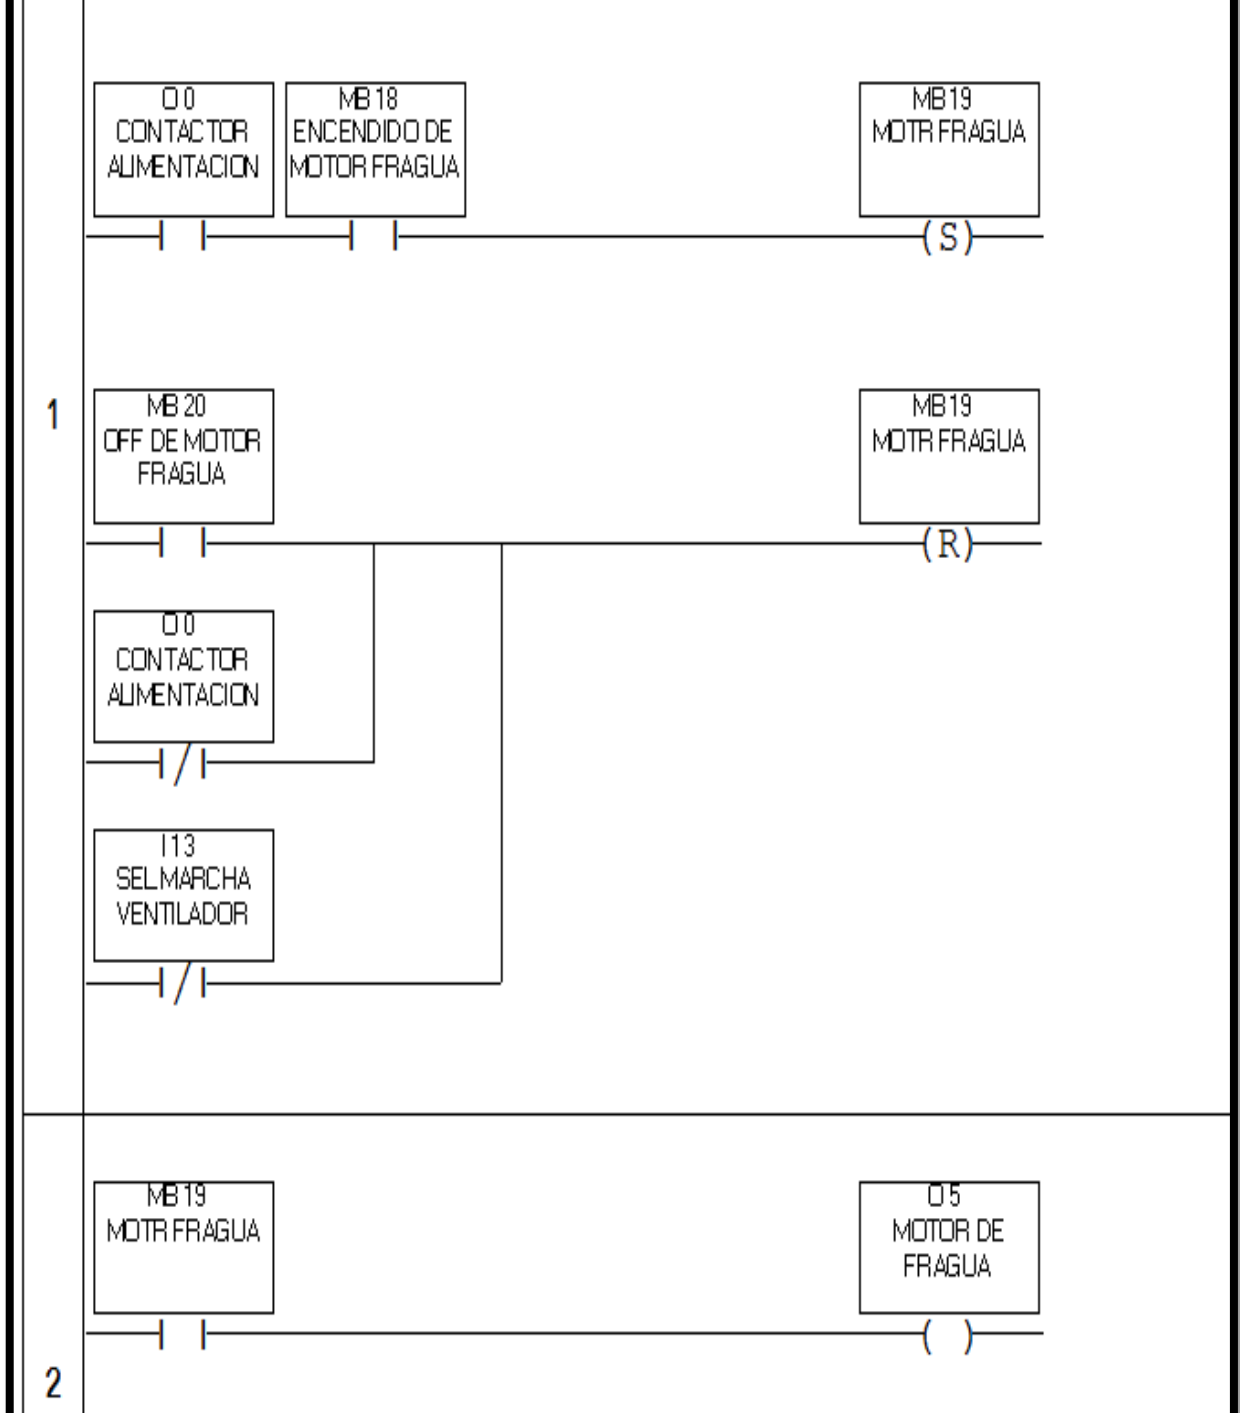 O 0
CONTACTOR
ALIMENTACION
MB 18
ENCENDIDO DE
MOTOR FRAGUA
MB 19
MOTR FRAGUA
(S)
1
MB 20
OFF DE MOTOR
FRAGUA
MB 19
MOTR FRAGUA
(R)
O 0
CONTACTOR
ALIMENTACION
I 13
SEL MARCHA
VENTILADOR
MB 19
MOTR FRAGUA
O 5
MOTOR DE
FRAGUA
2